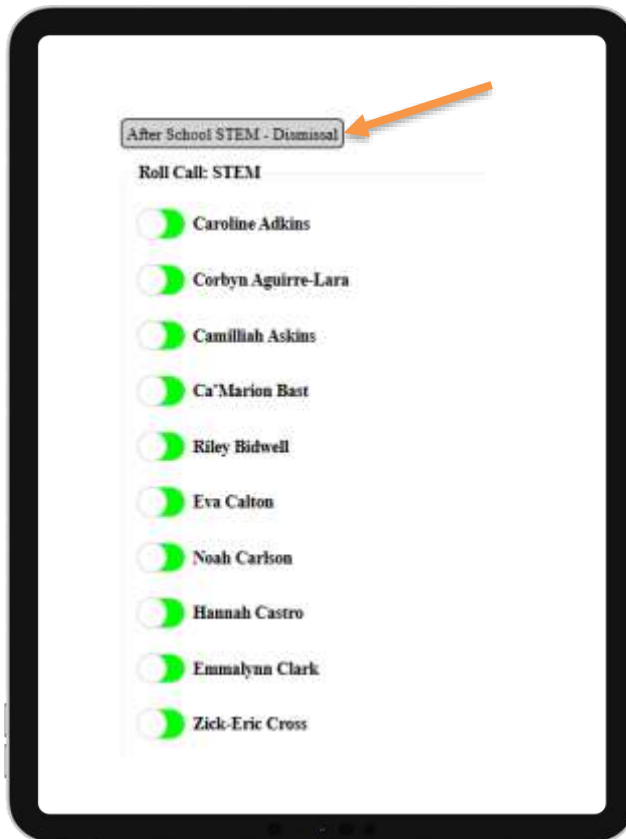 After School STEM - Dismissal
Roll Call: STEM
Caroline Adkins
Corbyn Aguirre-Lara
Camilliah Askins
Ca'Marion Bast
Riley Bidwell
Eva Calton
Noah Carlson
Hannah Castro
Emmalynn Clark
Zick-Eric Cross